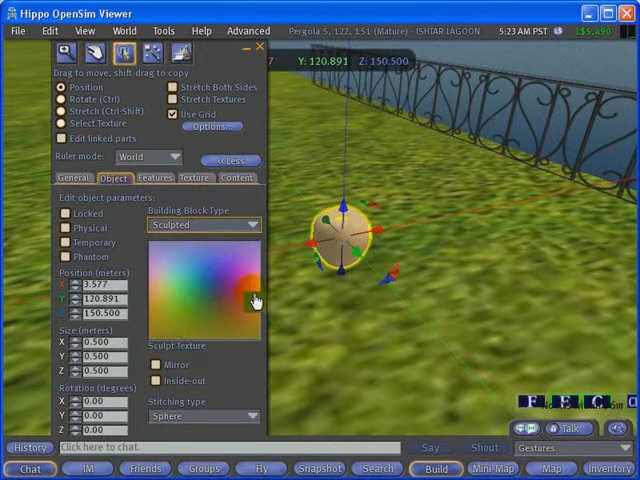 Hippo OpenSim Viewer
File Edit View World Tools Help Advanced Pergola 5, 122, 151 (Mature) - ISHTAR LAGOON 5:23 AM PST L$5,490
7 Y: 120.891 Z: 150.500
Drag to move, shift-drag to copy
Position
Rotate (Ctrl)
Stretch (Ctrl-Shift)
Select Texture
Edit linked parts
Stretch Both Sides
Stretch Textures
Use Grid
Options...
Ruler mode: World << Less
General Object Features Texture Content
Edit object parameters:
Locked
Physical
Temporary
Phantom
Position (meters)
X 3.577
Y 120.891
Z 150.500
Size (meters)
X 0.500
Y 0.500
Z 0.500
Rotation (degrees)
X 0.00
Y 0.00
Z 0.00
Building Block Type
Sculpted
Sculpt Texture
Mirror
Inside-out
Stitching type
Sphere
F E C
Talk
History Click here to chat. Say Shout Gestures
Chat IM Friends Groups Fly Snapshot Search Build Mini-Map Map Inventory